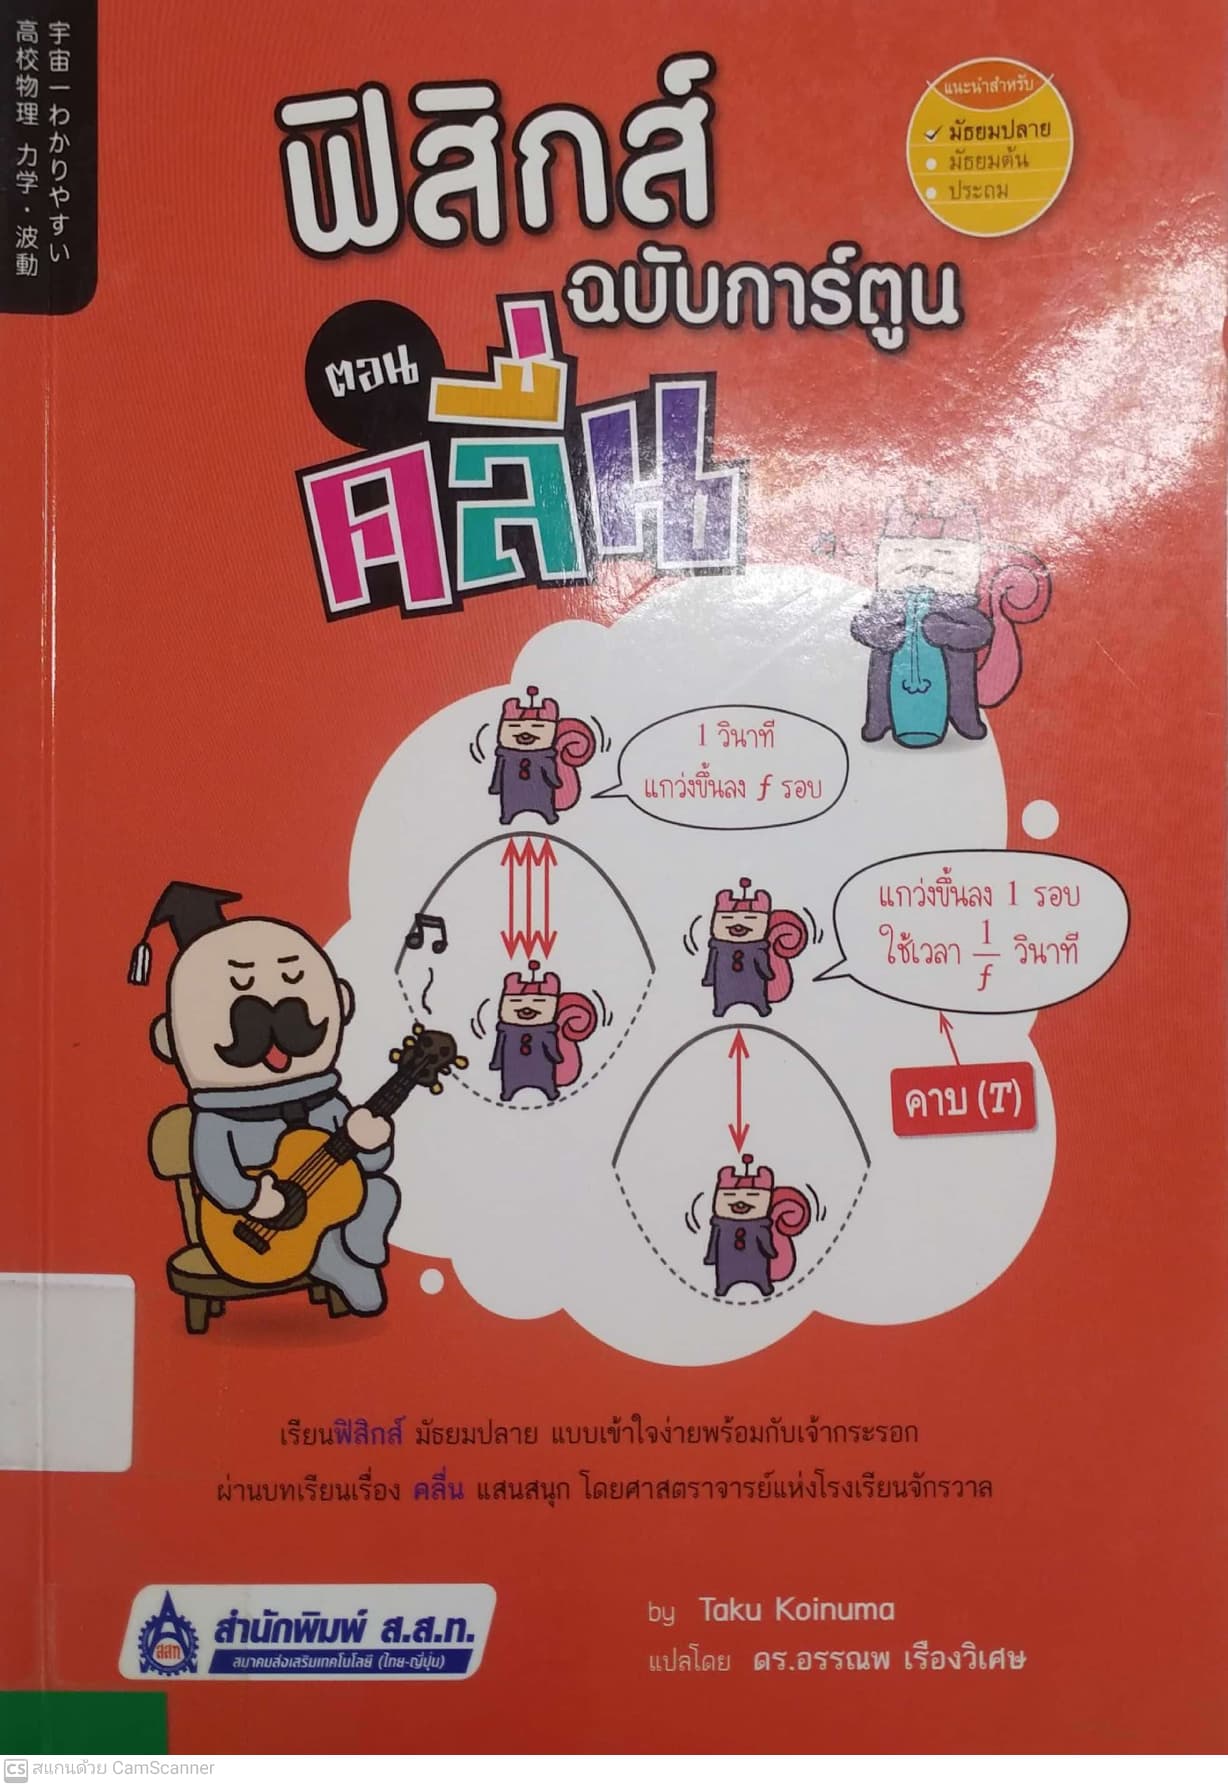 宇宙一わかりやすい
高校物理 力学・波動
ฟิสิกส์
ฉบับการ์ตูน
ตอน
คลื่น
แนะนำสำหรับ
มัธยมปลาย
มัธยมต้น
ประถม
1 วินาที
แกว่งขึ้นลง f รอบ
แกว่งขึ้นลง 1 รอบ
ใช้เวลา 1/f วินาที
คาบ (T)
เรียนฟิสิกส์ มัธยมปลาย แบบเข้าใจง่ายพร้อมกับเจ้ากระรอก
ผ่านบทเรียนเรื่อง คลื่น แสนสนุก โดยศาสตราจารย์แห่งโรงเรียนจักรวาล
สสท
สำนักพิมพ์ ส.ส.ท.
สมาคมส่งเสริมเทคโนโลยี (ไทย-ญี่ปุ่น)
by Taku Koinuma
แปลโดย ดร.อรรณพ เรืองวิเศษ
CS สแกนด้วย CamScanner